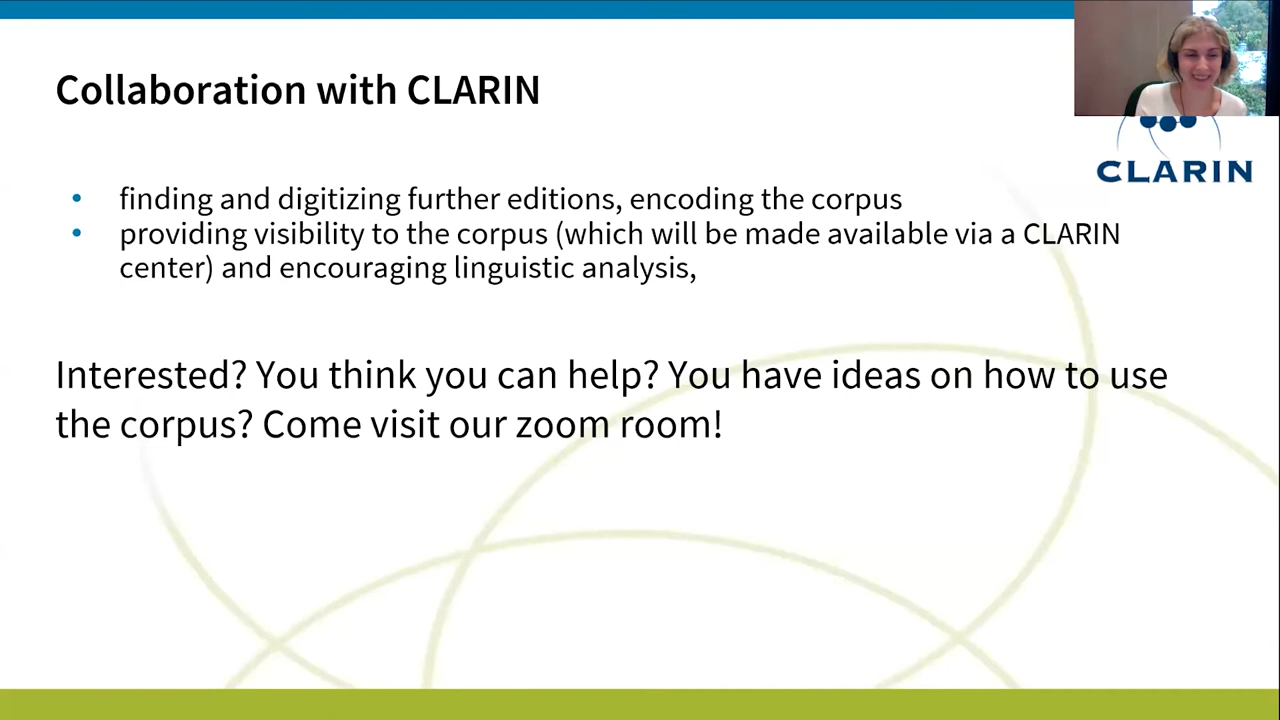 Collaboration with CLARIN
CLARIN
• finding and digitizing further editions, encoding the corpus
• providing visibility to the corpus (which will be made available via a CLARIN
center) and encouraging linguistic analysis,
Interested? You think you can help? You have ideas on how to use
the corpus? Come visit our zoom room!